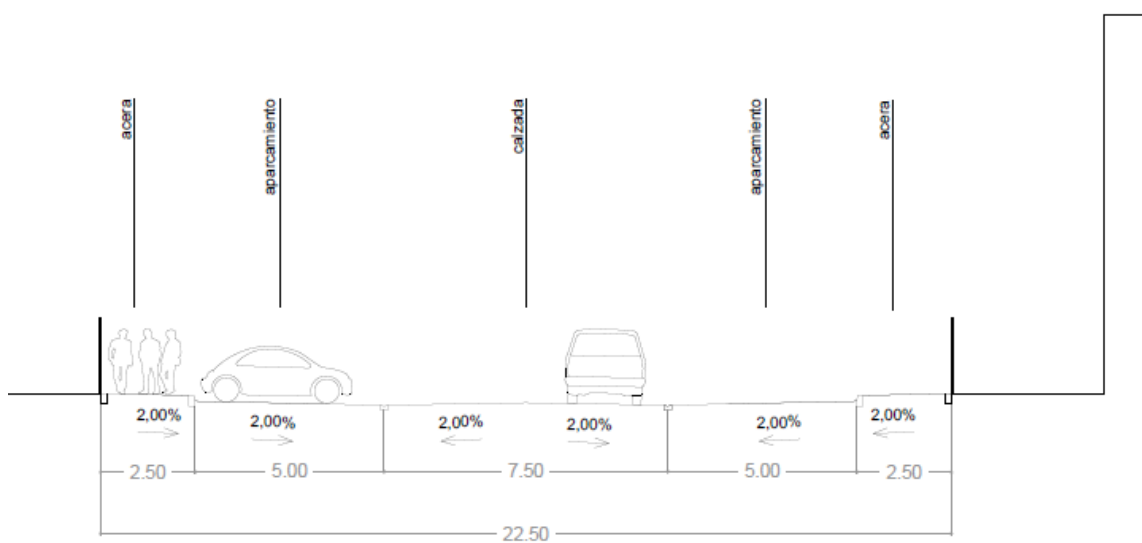 acera
aparcamiento
calzada
aparcamiento
acera
2,00%
2,00%
2,00%
2,00%
2,00%
2,00%
2.50
5.00
7.50
5.00
2.50
22.50